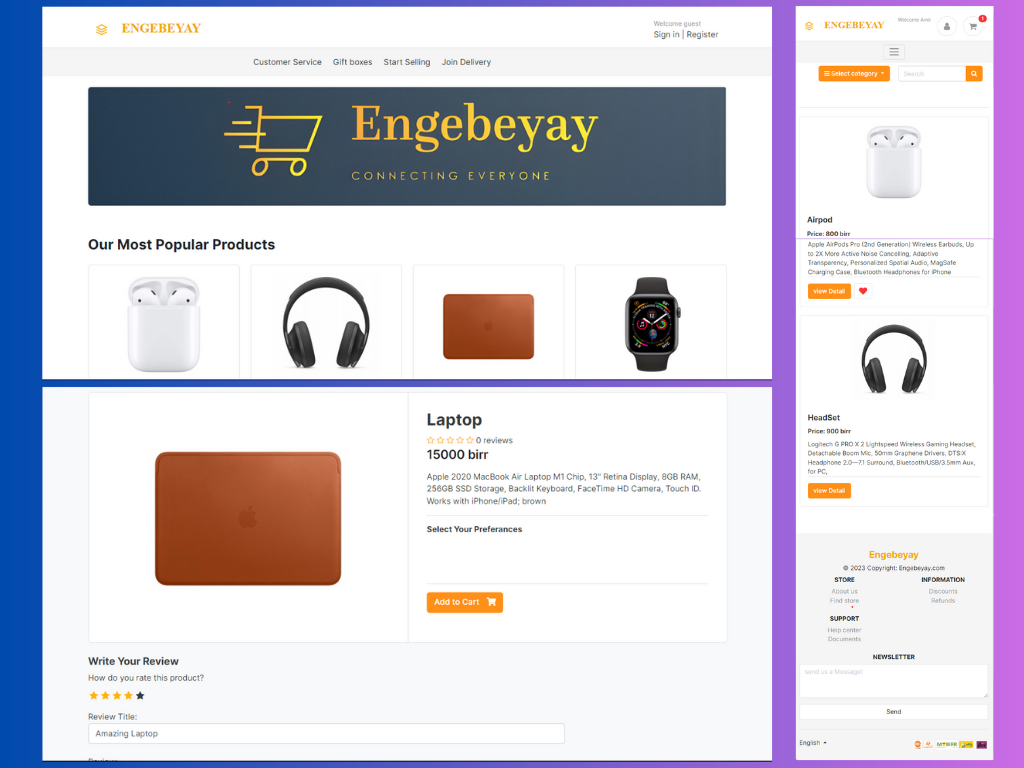 ENGEBEYAY
Welcome guest
Sign in | Register
Customer Service Gift boxes Start Selling Join Delivery
Engebeyay
CONNECTING EVERYONE
Our Most Popular Products
Laptop
0 reviews
15000 birr
Apple 2020 MacBook Air Laptop M1 Chip, 13" Retina Display, 8GB RAM,
256GB SSD Storage, Backlit Keyboard, FaceTime HD Camera, Touch ID.
Works with iPhone/iPad; brown
Select Your Preferances
Add to Cart
Write Your Review
How do you rate this product?
Review Title:
Amazing Laptop
ENGEBEYAY
Welcome
1
Select category
Search
Airpod
Price: 800 birr
Apple AirPods Pro (2nd Generation) Wireless Earbuds, Up
to 2X More Active Noise Cancelling, Adaptive
Transparency, Personalized Spatial Audio, MagSafe
Charging Case, Bluetooth Headphones for iPhone
view Detail
HeadSet
Price: 900 birr
Logitech G PRO X 2 Lightspeed Wireless Gaming Headset,
Detachable Boom Mic, 50mm Graphene Drivers, DTS:X
Headphone 2.0—7.1 Surround, Bluetooth/USB/3.5mm Aux,
for PC,
view Detail
Engebeyay
© 2023 Copyright: Engebeyay.com
STORE INFORMATION
About us Discounts
Find store Refunds
SUPPORT
Help center
Documents
NEWSLETTER
send us a Message!
Send
English